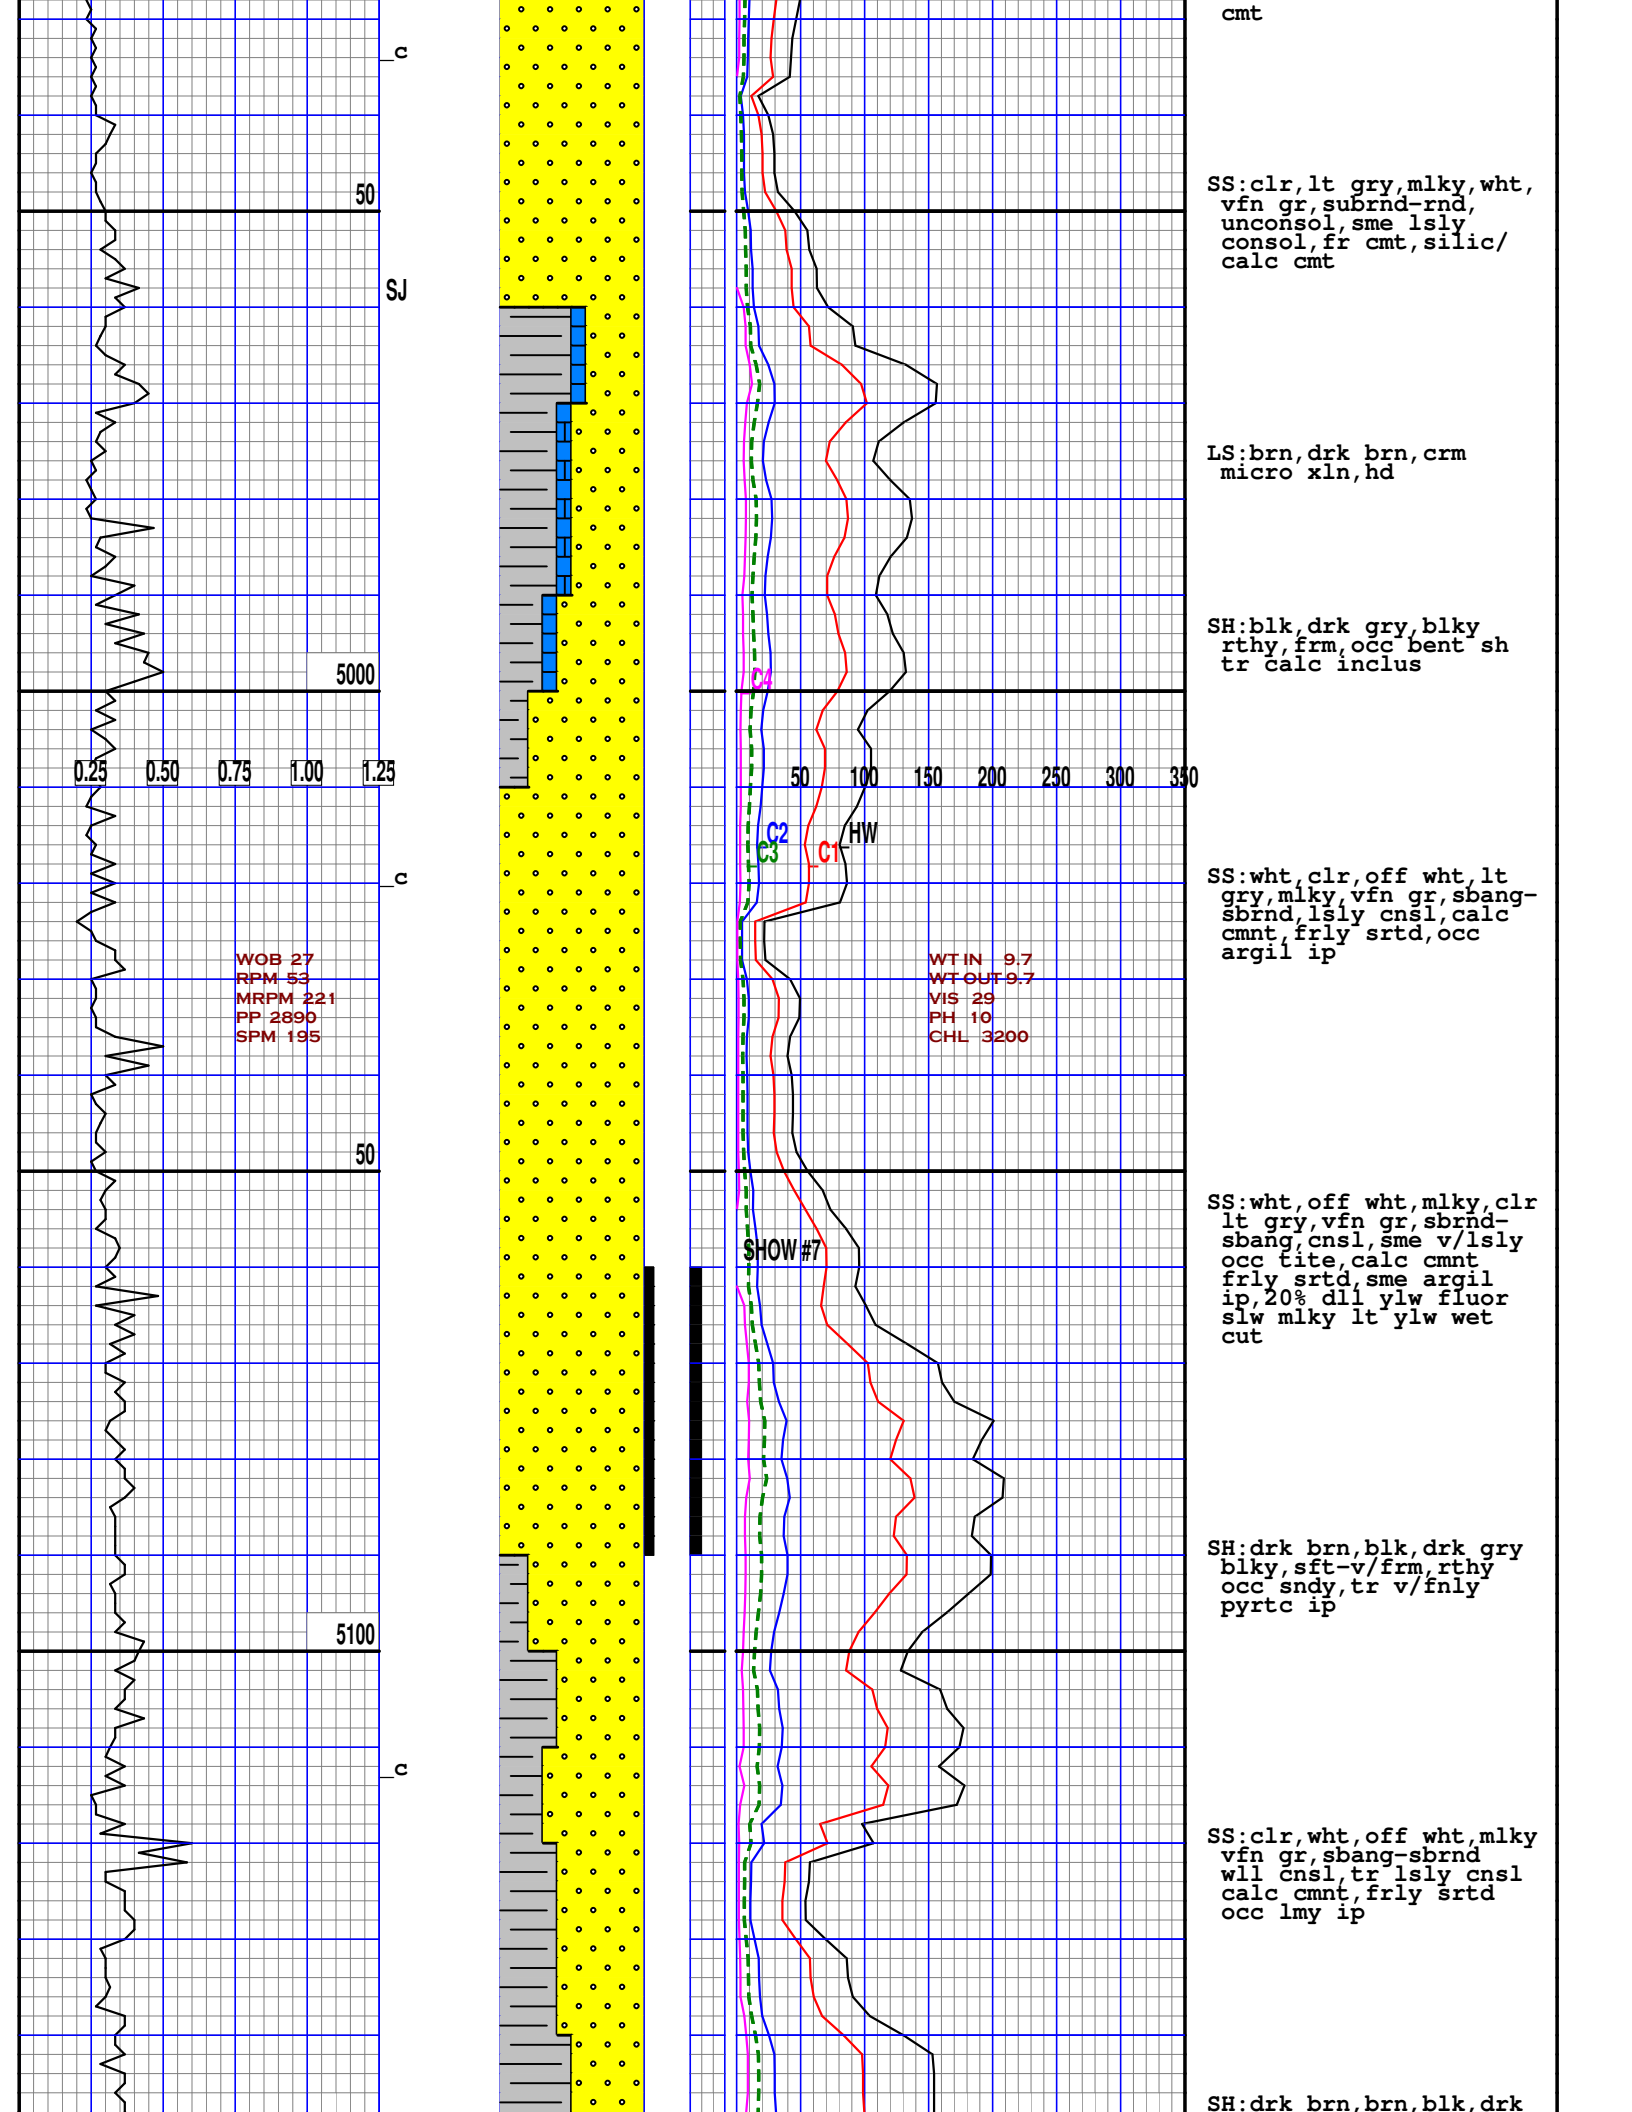 cmt
_c
50
SS:clr,lt gry,mlky,wht,
vfn gr,subrnd-rnd,
unconsol,sme lsly
consol,fr cmt,silic/
calc cmt
SJ
LS:brn,drk brn,crm
micro xln,hd
SH:blk,drk gry,blky
rthy,frm,occ bent sh
tr calc inclus
5000
C4
0.25 0.50 0.75 1.00 1.25
50 100 150 200 250 300 350
C2
_HW
_C3
_C1
_c
SS:wht,clr,off wht,lt
gry,mlky,vfn gr,sbang-
sbrnd,lsly cnsl,calc
cmnt,frly srtd,occ
argil ip
WOB 27
RPM 53
MRPM 221
PP 2890
SPM 195
WT IN 9.7
WT OUT 9.7
VIS 29
PH 10
CHL 3200
50
SS:wht,off wht,mlky,clr
lt gry,vfn gr,sbrnd-
sbang,cnsl,sme v/lsly
occ tite,calc cmnt
frly srtd,sme argil
ip,20% dll ylw fluor
slw mlky lt ylw wet
cut
SHOW #7
SH:drk brn,blk,drk gry
blky,sft-v/frm,rthy
occ sndy,tr v/fnly
pyrtc ip
5100
_c
SS:clr,wht,off wht,mlky
vfn gr,sbang-sbrnd
wll cnsl,tr lsly cnsl
calc cmnt,frly srtd
occ lmy ip
SH:drk brn,brn,blk,drk